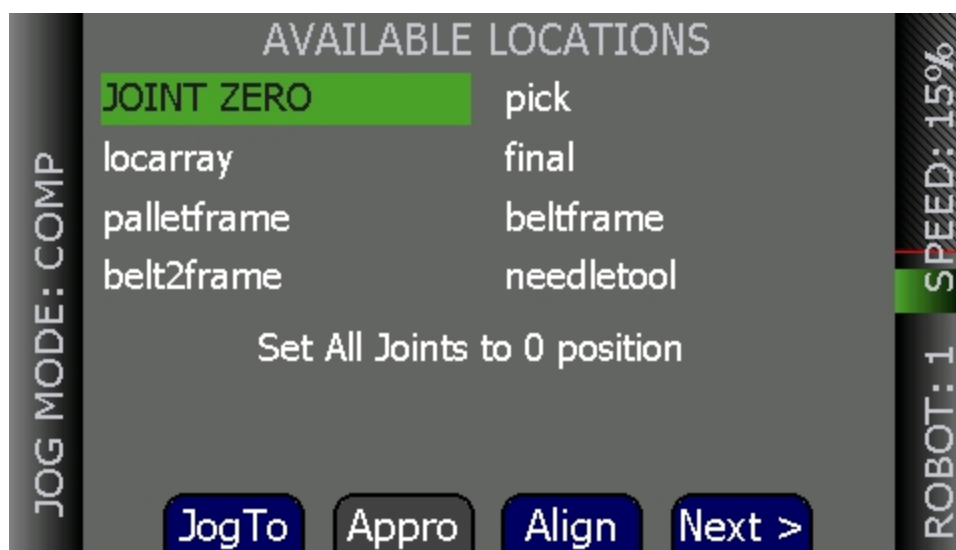 AVAILABLE LOCATIONS
JOINT ZERO
pick
locarray
final
palletframe
beltframe
belt2frame
needletool
Set All Joints to 0 position
JogTo
Appro
Align
Next >
JOG MODE: COMP
SPEED: 15%
ROBOT: 1